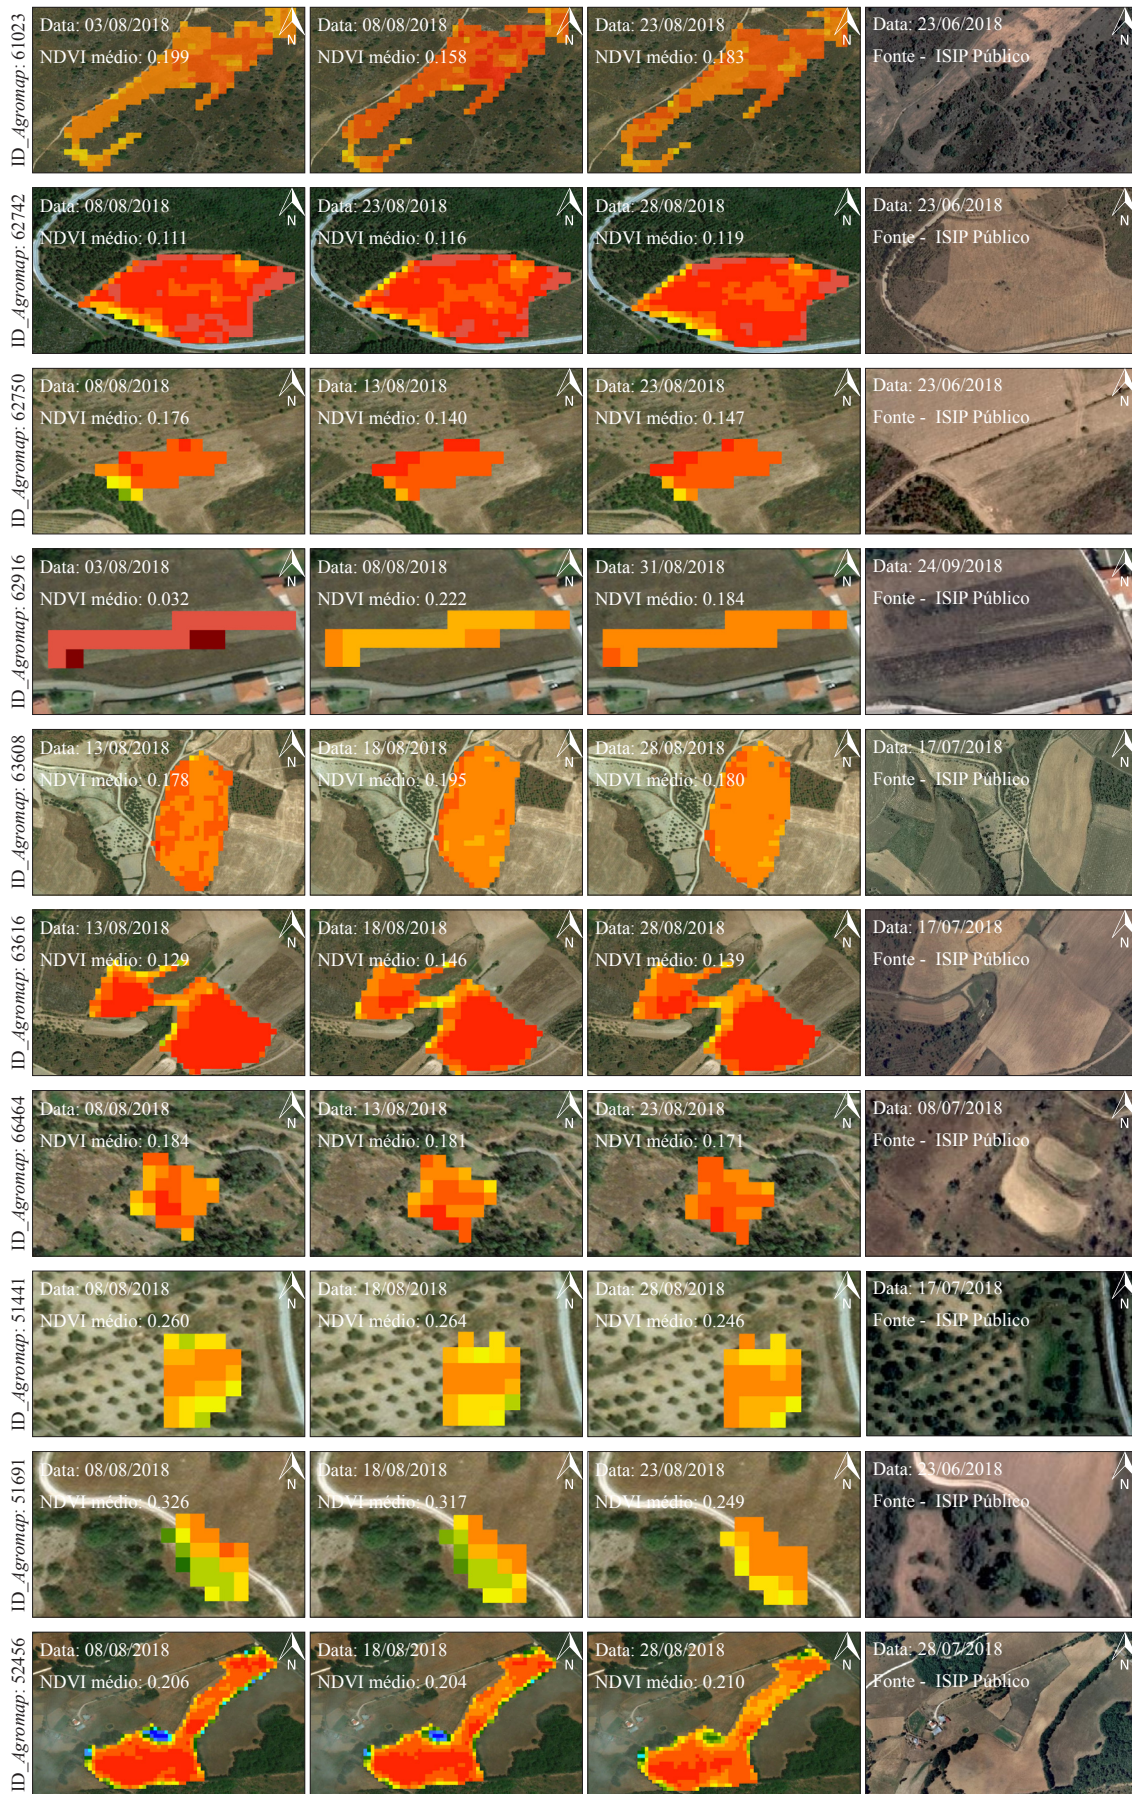 ID_Agromap: 61023
Data: 03/08/2018
NDVI médio: 0.199
N
Data: 08/08/2018
NDVI médio: 0.158
N
Data: 23/08/2018
NDVI médio: 0.183
N
Data: 23/06/2018
Fonte - ISIP Público
N
ID_Agromap: 62742
Data: 08/08/2018
NDVI médio: 0.111
N
Data: 23/08/2018
NDVI médio: 0.116
N
Data: 28/08/2018
NDVI médio: 0.119
N
Data: 23/06/2018
Fonte - ISIP Público
N
ID_Agromap: 62750
Data: 08/08/2018
NDVI médio: 0.176
N
Data: 13/08/2018
NDVI médio: 0.140
N
Data: 23/08/2018
NDVI médio: 0.147
N
Data: 23/06/2018
Fonte - ISIP Público
N
ID_Agromap: 62916
Data: 03/08/2018
NDVI médio: 0.032
N
Data: 08/08/2018
NDVI médio: 0.222
N
Data: 31/08/2018
NDVI médio: 0.184
N
Data: 24/09/2018
Fonte - ISIP Público
N
ID_Agromap: 63608
Data: 13/08/2018
NDVI médio: 0.178
N
Data: 18/08/2018
NDVI médio: 0.195
N
Data: 28/08/2018
NDVI médio: 0.180
N
Data: 17/07/2018
Fonte - ISIP Público
N
ID_Agromap: 63616
Data: 13/08/2018
NDVI médio: 0.129
N
Data: 18/08/2018
NDVI médio: 0.146
N
Data: 28/08/2018
NDVI médio: 0.139
N
Data: 17/07/2018
Fonte - ISIP Público
N
ID_Agromap: 66464
Data: 08/08/2018
NDVI médio: 0.184
N
Data: 13/08/2018
NDVI médio: 0.181
N
Data: 23/08/2018
NDVI médio: 0.171
N
Data: 08/07/2018
Fonte - ISIP Público
N
ID_Agromap: 51441
Data: 08/08/2018
NDVI médio: 0.260
N
Data: 18/08/2018
NDVI médio: 0.264
N
Data: 28/08/2018
NDVI médio: 0.246
N
Data: 17/07/2018
Fonte - ISIP Público
N
ID_Agromap: 51691
Data: 08/08/2018
NDVI médio: 0.326
N
Data: 18/08/2018
NDVI médio: 0.317
N
Data: 23/08/2018
NDVI médio: 0.249
N
Data: 23/06/2018
Fonte - ISIP Público
N
ID_Agromap: 52456
Data: 08/08/2018
NDVI médio: 0.206
N
Data: 18/08/2018
NDVI médio: 0.204
N
Data: 28/08/2018
NDVI médio: 0.210
N
Data: 28/07/2018
Fonte - ISIP Público
N